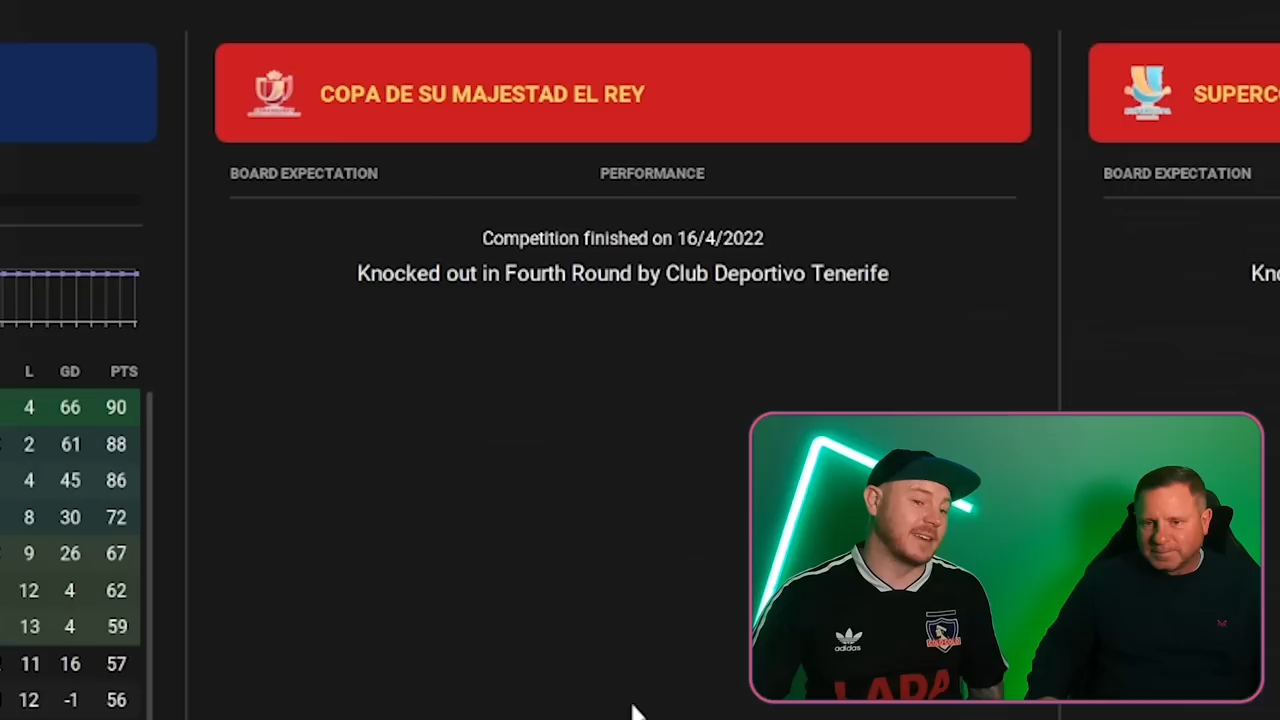 COPA DE SU MAJESTAD EL REY
BOARD EXPECTATION PERFORMANCE
Competition finished on 16/4/2022
Knocked out in Fourth Round by Club Deportivo Tenerife
SUPERC
BOARD EXPECTATION
Kn
L GD PTS
4 66 90
2 61 88
4 45 86
8 30 72
9 26 67
12 4 62
13 4 59
11 16 57
12 -1 56
adidas